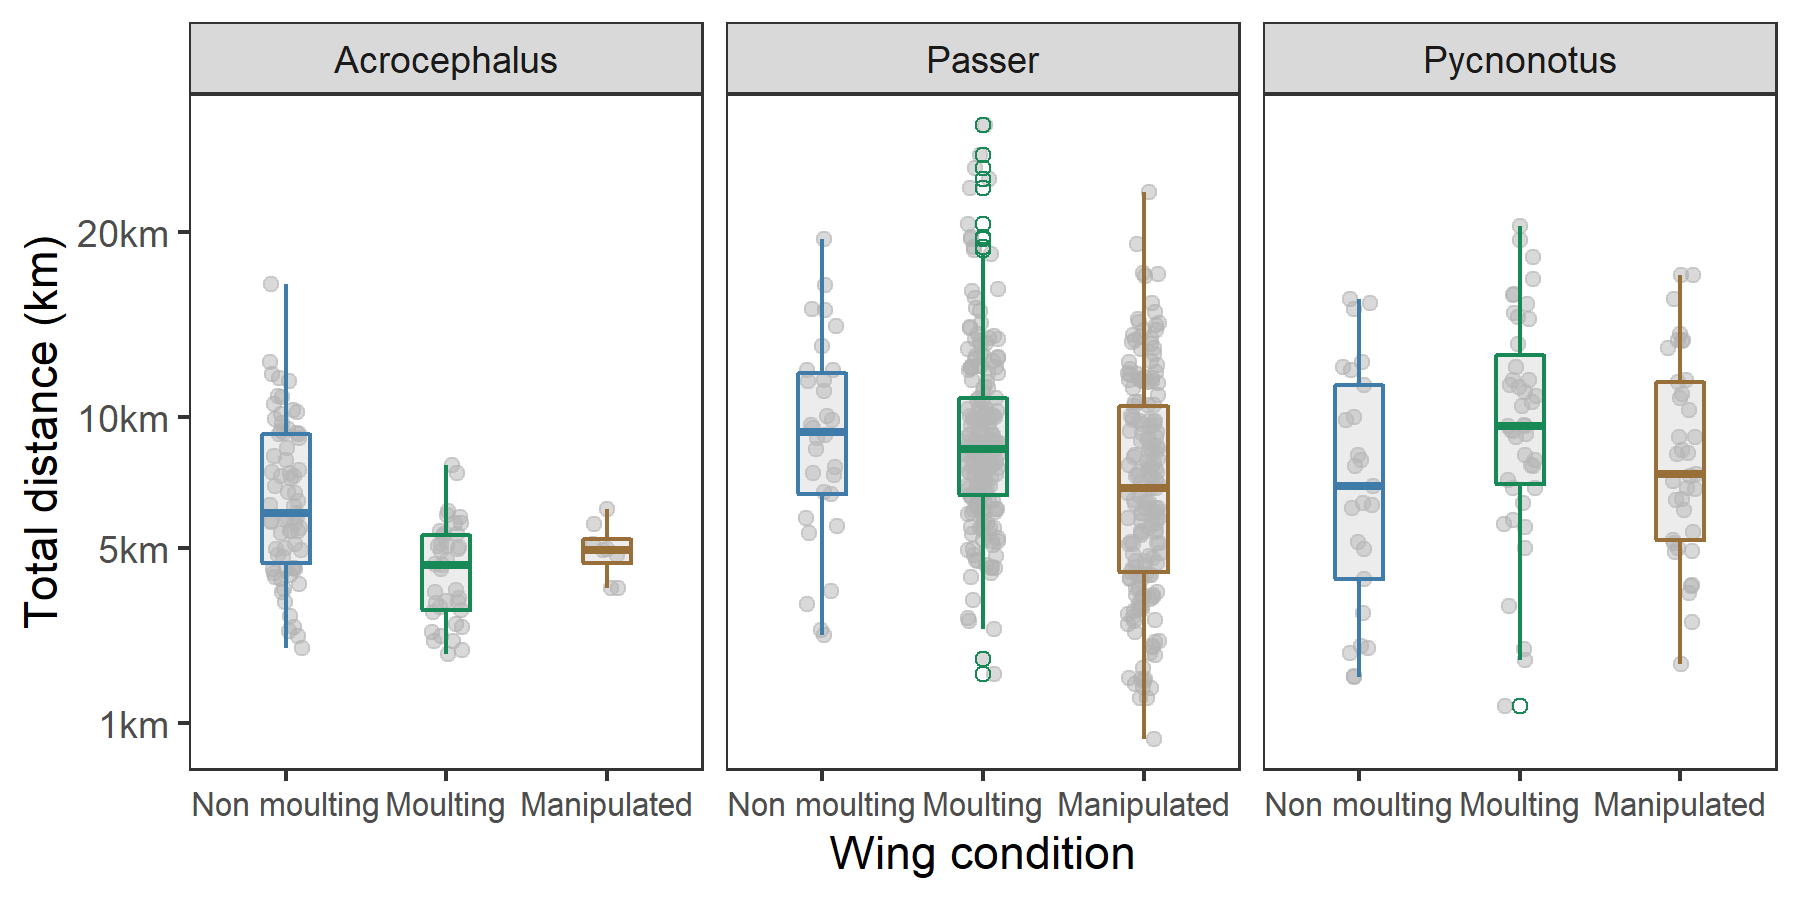 Acrocephalus Passer Pycnonotus
Total distance (km)
20km
10km
5km
1km
Non moulting Moulting Manipulated Non moulting Moulting Manipulated Non moulting Moulting Manipulated
Wing condition